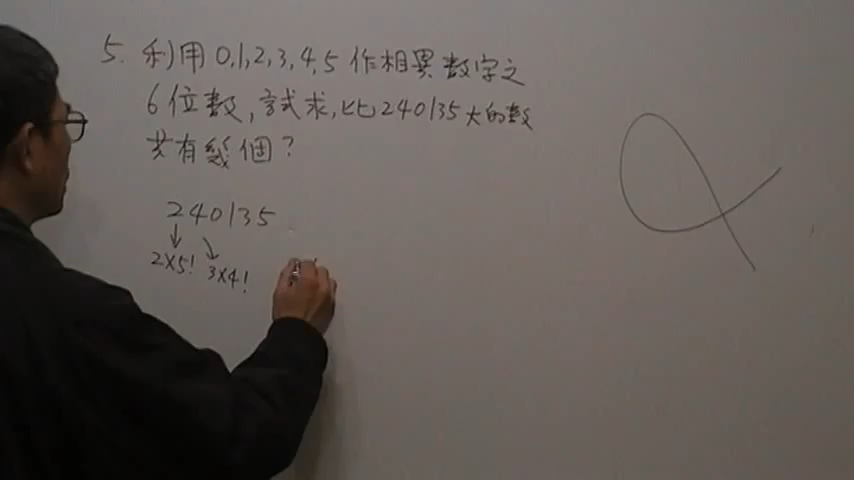 5. 利用0,1,2,3,4,5 作相異數字之
6位數,試求,比240135大的數
共有幾個?
240135
2×5! 3×4!